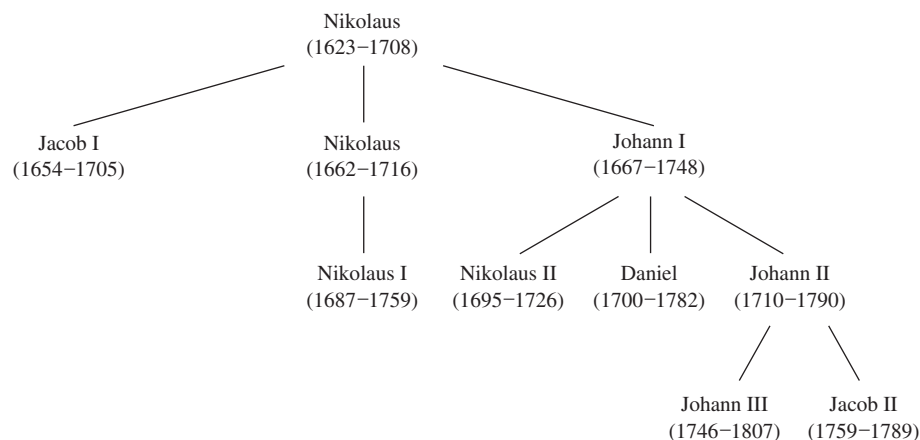 Nikolaus
(1623−1708)
Jacob I
(1654−1705)
Nikolaus
(1662−1716)
Johann I
(1667−1748)
Nikolaus I
(1687−1759)
Nikolaus II
(1695−1726)
Daniel
(1700−1782)
Johann II
(1710−1790)
Johann III
(1746−1807)
Jacob II
(1759−1789)